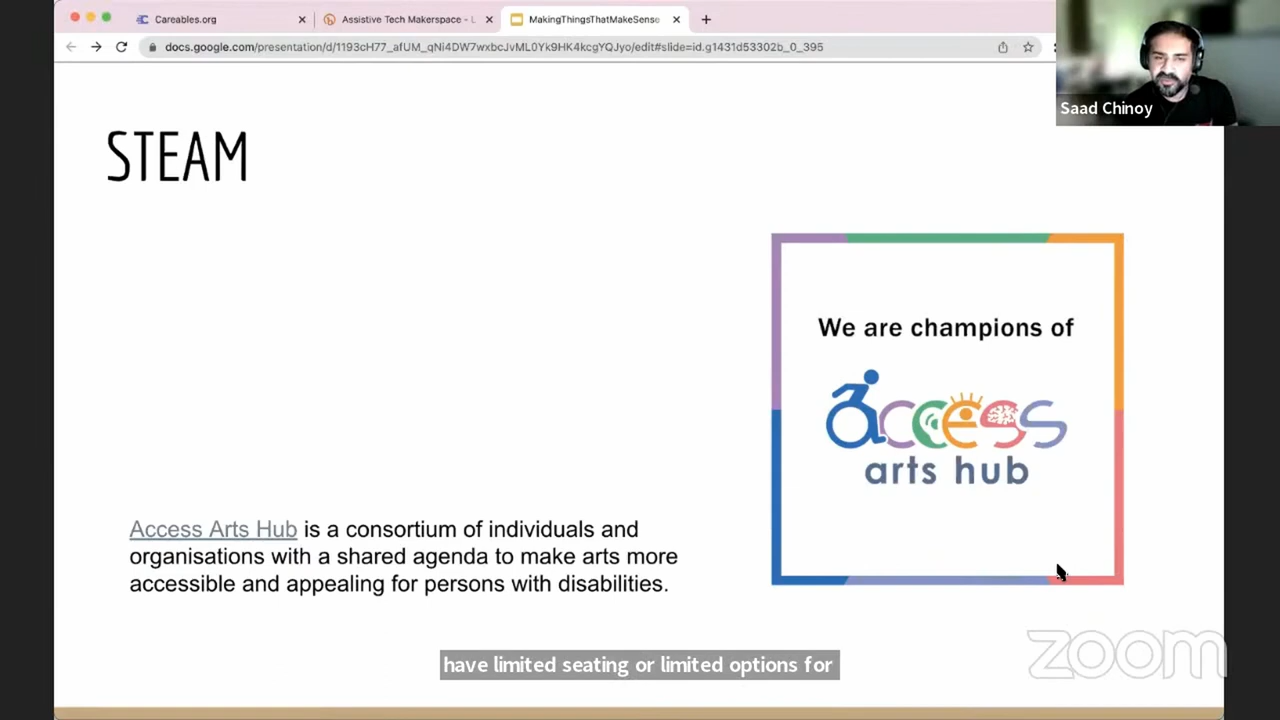 Careables.org
Assistive Tech Makerspace - L
MakingThingsThatMakeSense
docs.google.com/presentation/d/1193cH77_afUM_qNi4DW7wxbcJvML0Yk9HK4kcgYQJyo/edit#slide=id.g1431d53302b_0_395
Saad Chinoy
STEAM
We are champions of
access
arts hub
Access Arts Hub is a consortium of individuals and
organisations with a shared agenda to make arts more
accessible and appealing for persons with disabilities.
have limited seating or limited options for
zoom